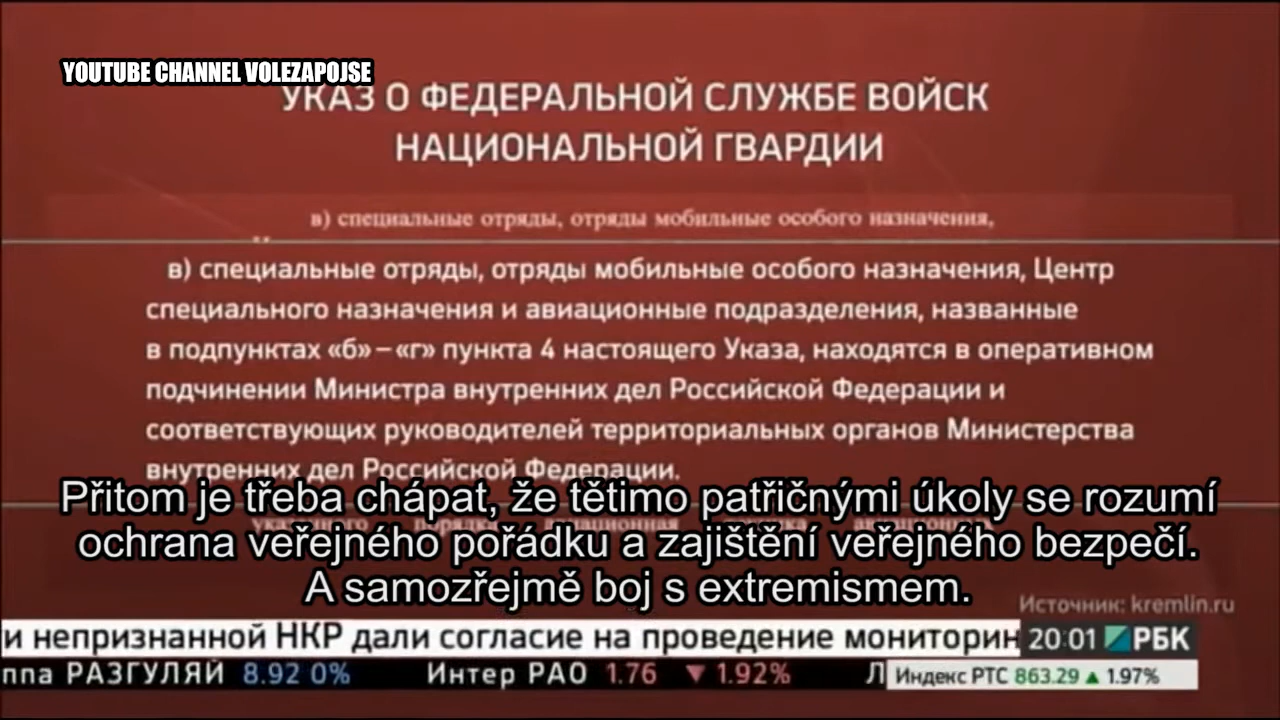 YOUTUBE CHANNEL VOLEZAPOJSE
УКАЗ О ФЕДЕРАЛЬНОЙ СЛУЖБЕ ВОЙСК
НАЦИОНАЛЬНОЙ ГВАРДИИ
в) специальные отряды, отряды мобильные особого назначения,
в) специальные отряды, отряды мобильные особого назначения, Центр
специального назначения и авиационные подразделения, названные
в подпунктах «б» – «г» пункта 4 настоящего Указа, находятся в оперативном
подчинении Министра внутренних дел Российской Федерации и
соответствующих руководителей территориальных органов Министерства
внутренних дел Российской Федерации.
Přitom je třeba chápat, že tětimo patřičnými úkoly se rozumí
ochrana veřejného pořádku a zajištění veřejného bezpečí.
A samozřejmě boj s extremismem.
Источник: kremlin.ru
и непризнанной НКР дали согласие на проведение мониторин
20:01 РБК
ппа РАЗГУЛЯЙ 8.92 0% Интер РАО 1.76 ▼ 1.92% Л
Индекс РТС 863.29 ▲ 1.97%